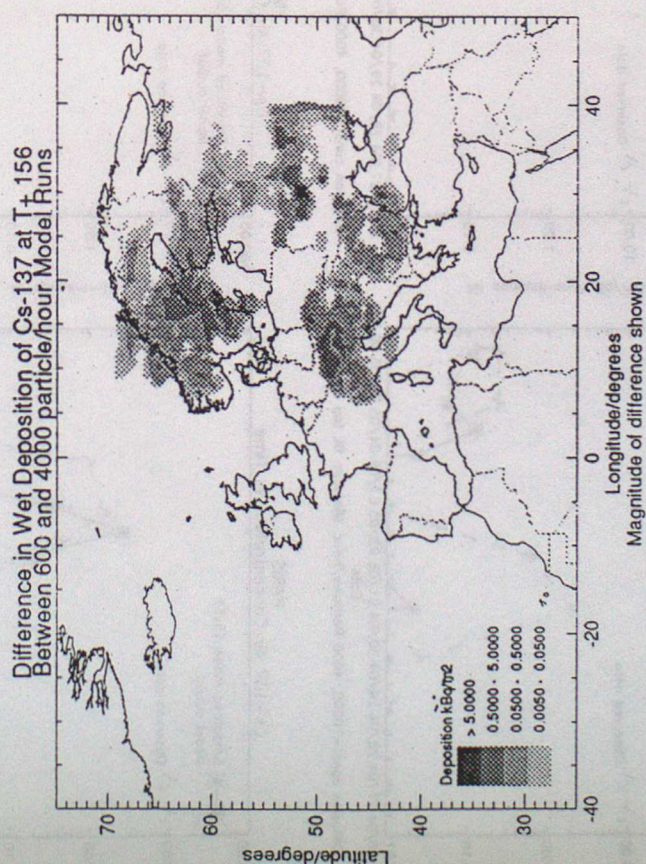 Difference in Wet Deposition of Cs-137 at T+ 156
Between 600 and 4000 particle/hour Model Runs
Latitude/degrees
70
60
50
40
30
Deposition kBq/m2
> 5.0000
0.5000 - 5.0000
0.0500 - 0.5000
0.0050 - 0.0500
-40
-20
0
20
40
Longitude/degrees
Magnitude of difference shown